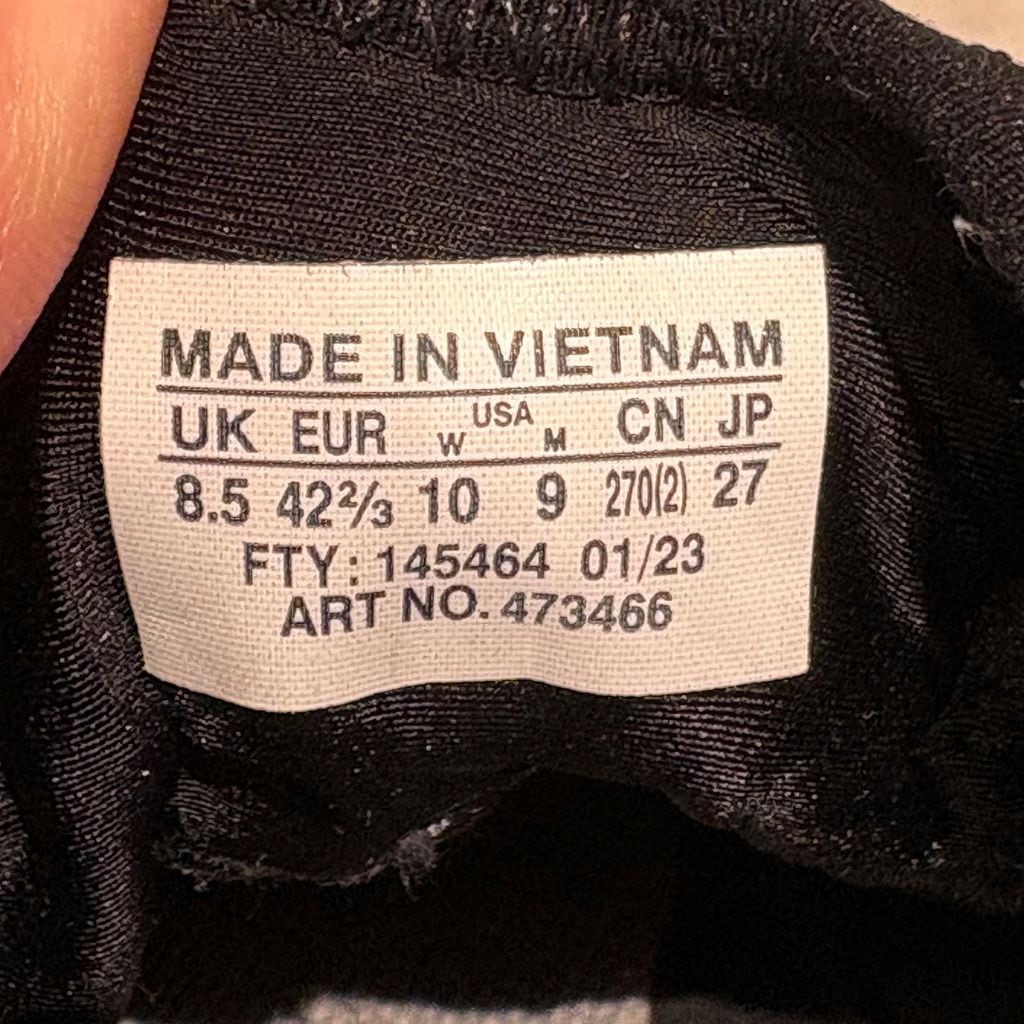 MADE IN VIETNAM
UK EUR W USA M CN JP
8.5 42⅔ 10 9 270(2) 27
FTY: 145464 01/23
ART NO. 473466